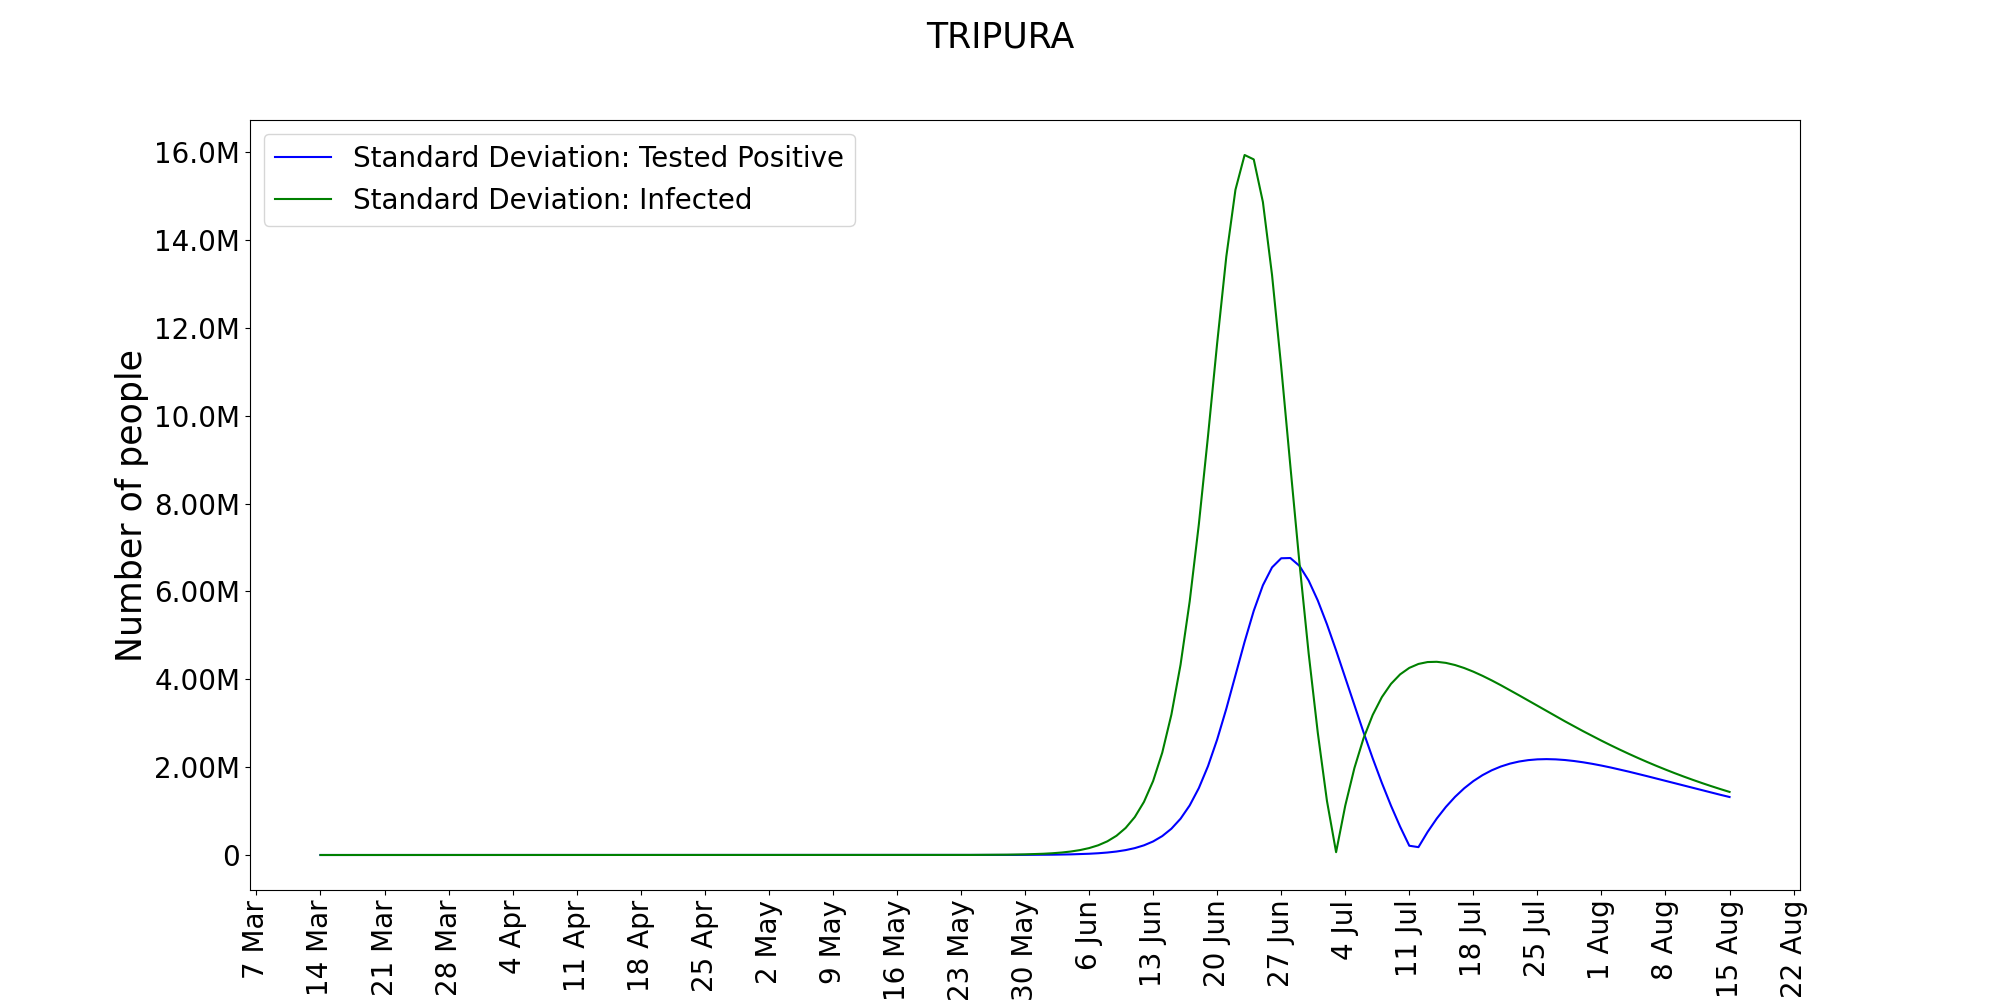 TRIPURA
Standard Deviation: Tested Positive
Standard Deviation: Infected
Number of people
16.0M
14.0M
12.0M
10.0M
8.00M
6.00M
4.00M
2.00M
0
7 Mar
14 Mar
21 Mar
28 Mar
4 Apr
11 Apr
18 Apr
25 Apr
2 May
9 May
16 May
23 May
30 May
6 Jun
13 Jun
20 Jun
27 Jun
4 Jul
11 Jul
18 Jul
25 Jul
1 Aug
8 Aug
15 Aug
22 Aug